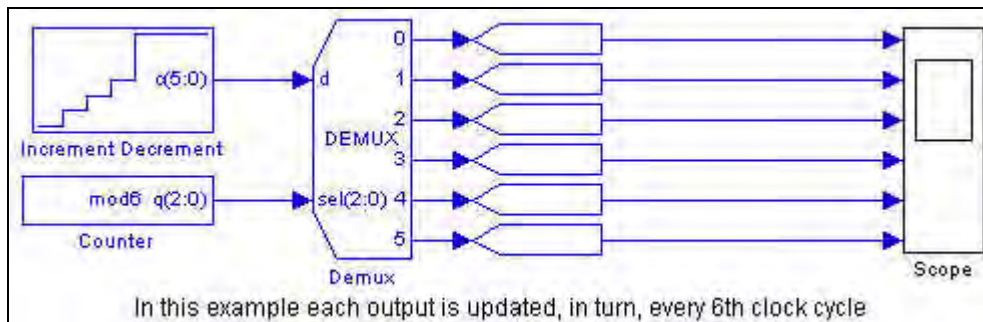 α(5:0)
Increment Decrement
mod6 q(2:0)
Counter
d
DEMUX
sel(2:0)
0
1
2
3
4
5
Demux
Scope
In this example each output is updated, in turn, every 6th clock cycle